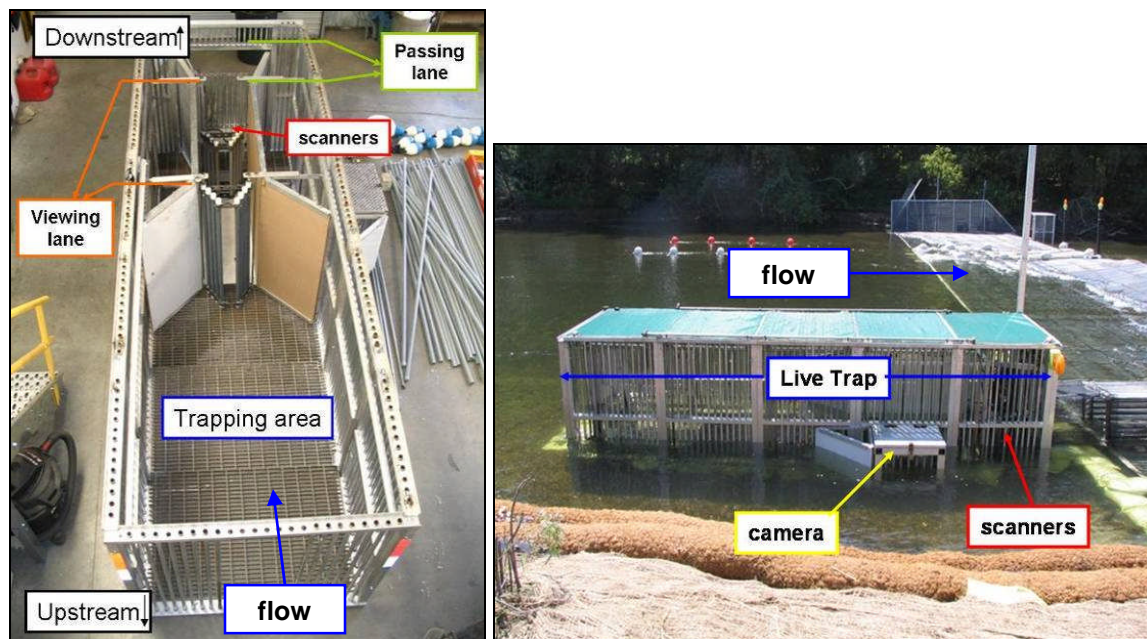 Downstream↑
Passing
lane
scanners
Viewing
lane
Trapping area
Upstream↓
flow
flow
Live Trap
camera
scanners